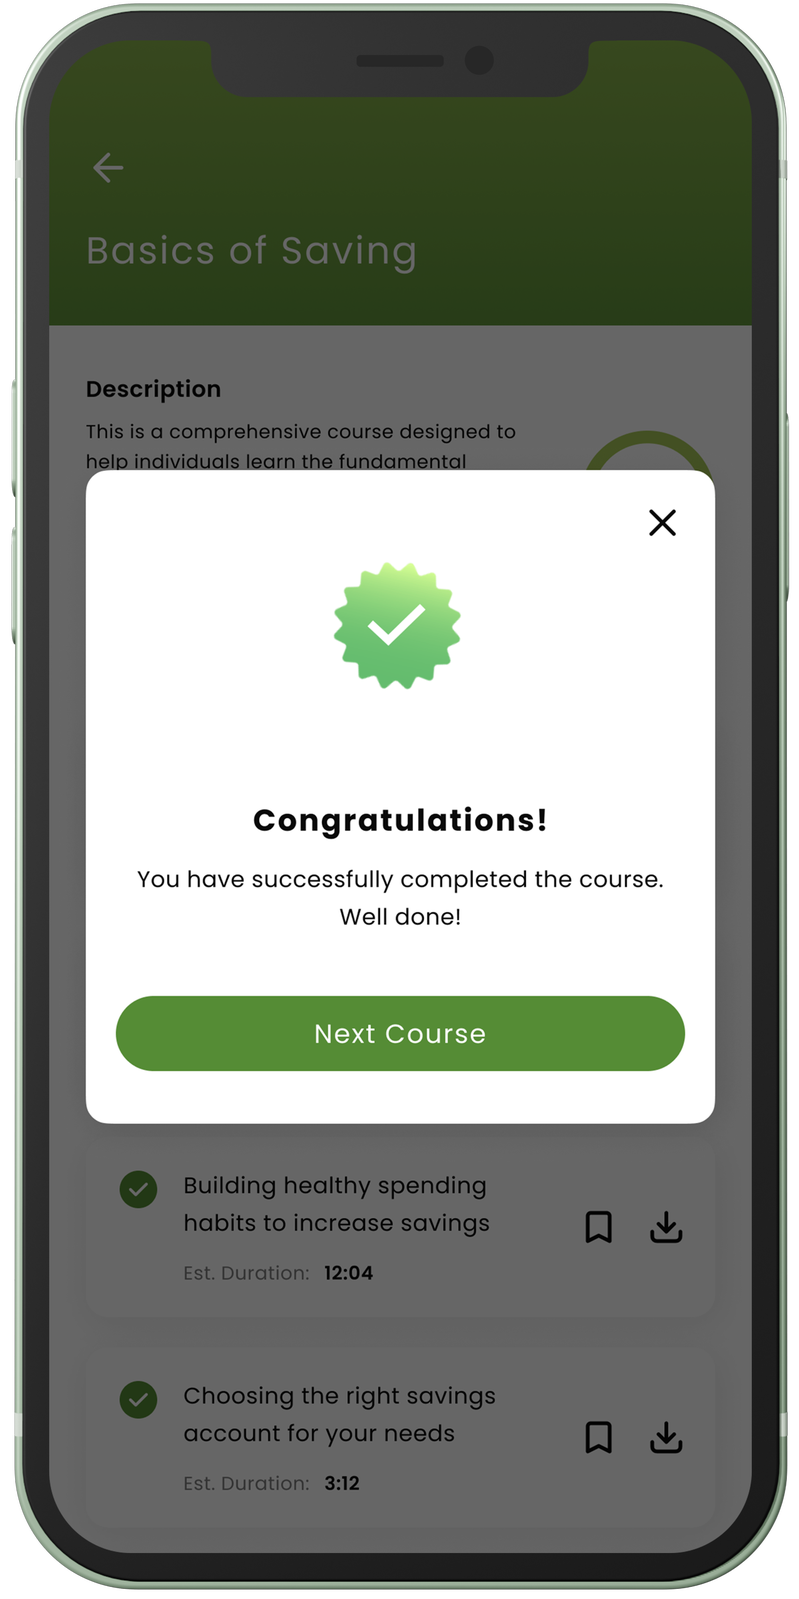 Basics of Saving
Description
This is a comprehensive course designed to
help individuals learn the fundamental
Congratulations!
You have successfully completed the course.
Well done!
Next Course
Building healthy spending
habits to increase savings
Est. Duration: 12:04
Choosing the right savings
account for your needs
Est. Duration: 3:12